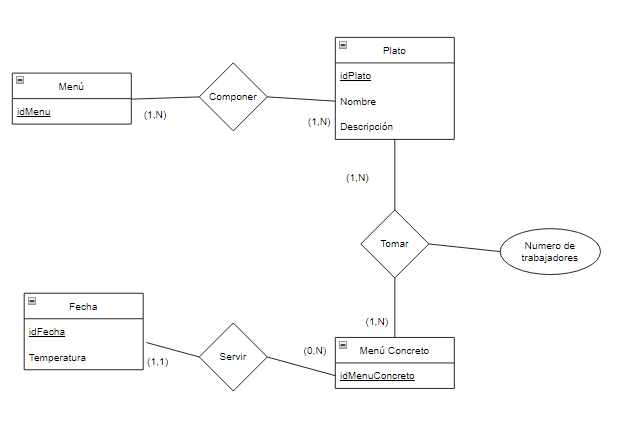 Plato
idPlato
Nombre
Descripción
Menú
idMenu
Componer
(1,N)
(1,N)
(1,N)
Tomar
Numero de
trabajadores
(1,N)
Fecha
idFecha
Temperatura
(1,1)
Servir
(0,N)
Menú Concreto
idMenuConcreto